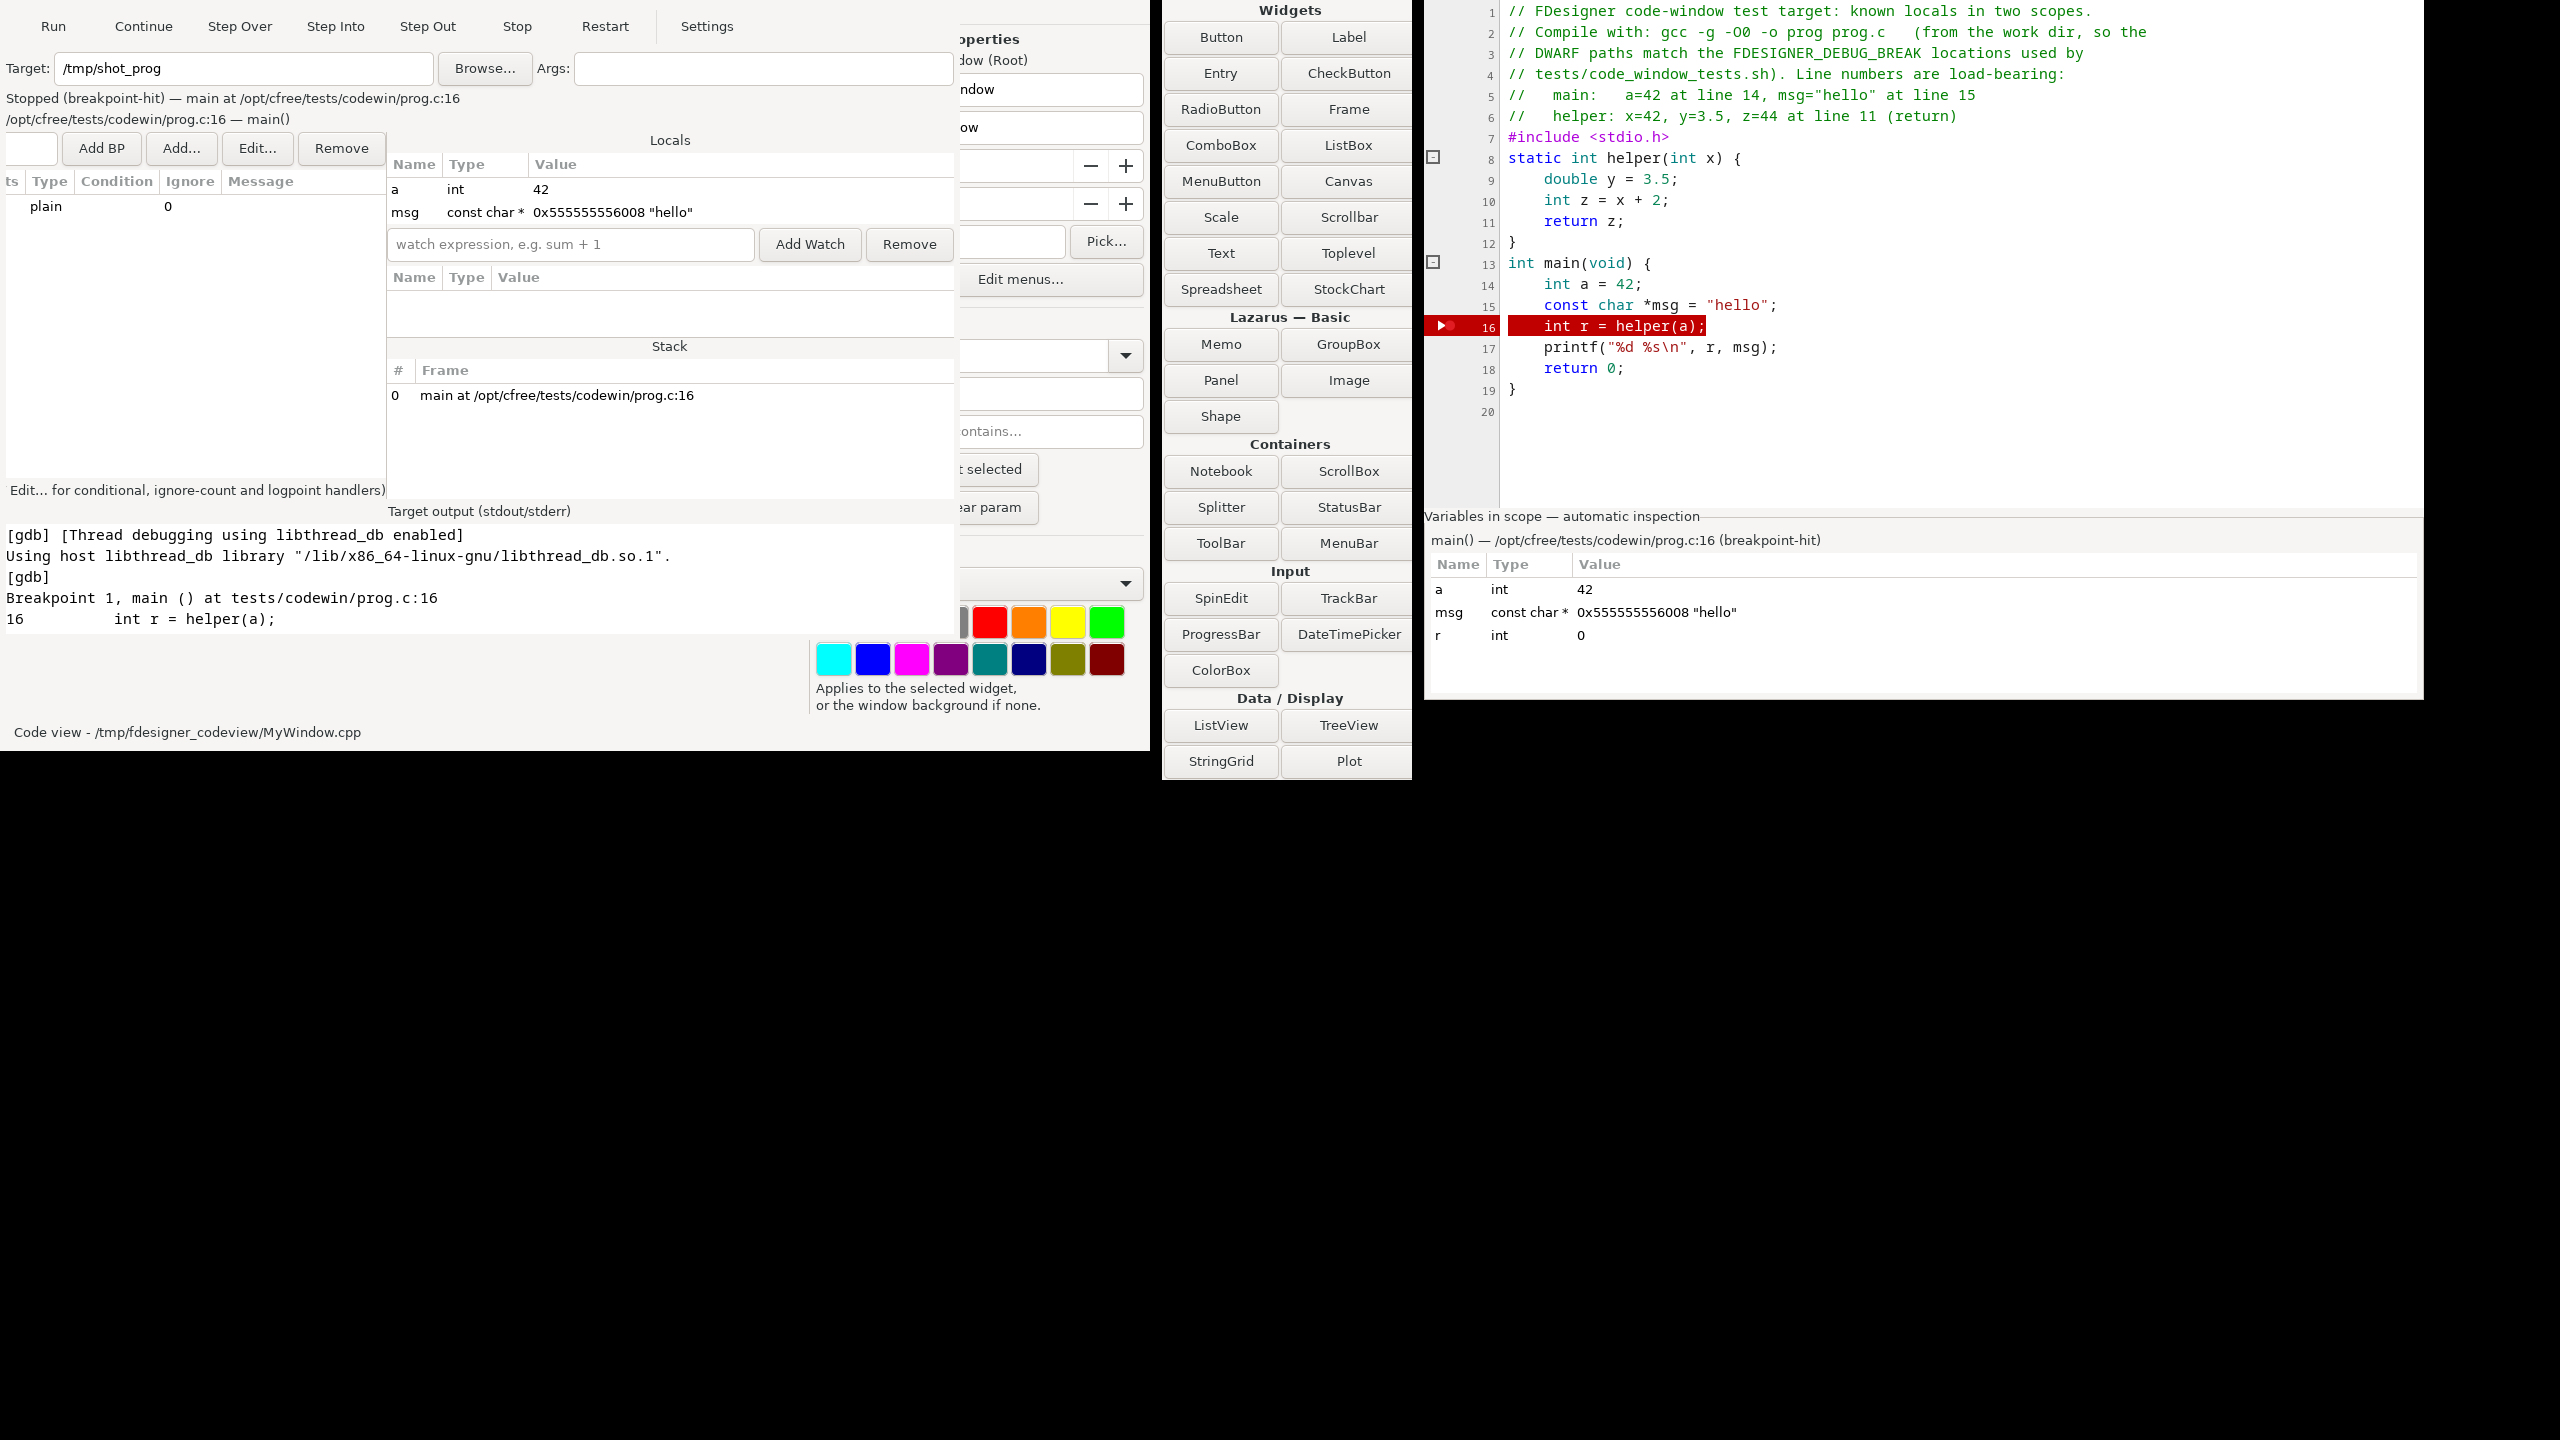 Run Continue Step Over Step Into Step Out Stop Restart Settings
Target: /tmp/shot_prog Browse... Args:
Stopped (breakpoint-hit) — main at /opt/cfree/tests/codewin/prog.c:16
/opt/cfree/tests/codewin/prog.c:16 — main()
Add BP Add... Edit... Remove
ts Type Condition Ignore Message
plain 0
Edit... for conditional, ignore-count and logpoint handlers)
Locals
Name Type Value
a int 42
msg const char * 0x555555556008 "hello"
watch expression, e.g. sum + 1 Add Watch Remove
Name Type Value
Stack
# Frame
0 main at /opt/cfree/tests/codewin/prog.c:16
Target output (stdout/stderr)
[gdb] [Thread debugging using libthread_db enabled]
Using host libthread_db library "/lib/x86_64-linux-gnu/libthread_db.so.1".
[gdb]
Breakpoint 1, main () at tests/codewin/prog.c:16
16          int r = helper(a);
operties
dow (Root)
ndow
ow
Pick...
Edit menus...
ontains...
t selected
ear param
Applies to the selected widget,
or the window background if none.
Code view - /tmp/fdesigner_codeview/MyWindow.cpp
Widgets
Button Label
Entry CheckButton
RadioButton Frame
ComboBox ListBox
MenuButton Canvas
Scale Scrollbar
Text Toplevel
Spreadsheet StockChart
Lazarus — Basic
Memo GroupBox
Panel Image
Shape
Containers
Notebook ScrollBox
Splitter StatusBar
ToolBar MenuBar
Input
SpinEdit TrackBar
ProgressBar DateTimePicker
ColorBox
Data / Display
ListView TreeView
StringGrid Plot
1 // FDesigner code-window test target: known locals in two scopes.
2 // Compile with: gcc -g -O0 -o prog prog.c   (from the work dir, so the
3 // DWARF paths match the FDESIGNER_DEBUG_BREAK locations used by
4 // tests/code_window_tests.sh). Line numbers are load-bearing:
5 //   main:   a=42 at line 14, msg="hello" at line 15
6 //   helper: x=42, y=3.5, z=44 at line 11 (return)
7 #include <stdio.h>
8 static int helper(int x) {
9     double y = 3.5;
10     int z = x + 2;
11     return z;
12 }
13 int main(void) {
14     int a = 42;
15     const char *msg = "hello";
16     int r = helper(a);
17     printf("%d %s\n", r, msg);
18     return 0;
19 }
20
Variables in scope — automatic inspection
main() — /opt/cfree/tests/codewin/prog.c:16 (breakpoint-hit)
Name Type Value
a int 42
msg const char * 0x555555556008 "hello"
r int 0